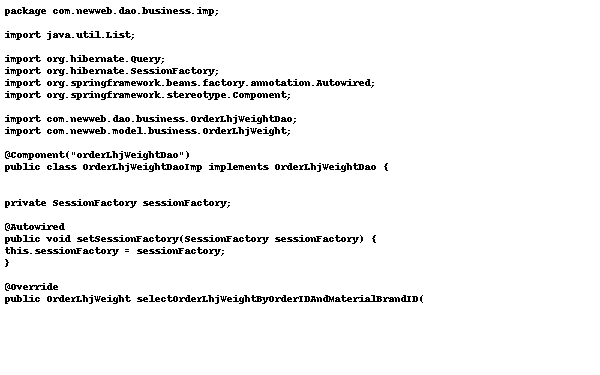 package com.newweb.dao.business.imp;
import java.util.List;
import org.hibernate.Query;
import org.hibernate.SessionFactory;
import org.springframework.beans.factory.annotation.Autowired;
import org.springframework.stereotype.Component;
import com.newweb.dao.business.OrderLhjWeightDao;
import com.newweb.model.business.OrderLhjWeight;
@Component("orderLhjWeightDao")
public class OrderLhjWeightDaoImp implements OrderLhjWeightDao {
private SessionFactory sessionFactory;
@Autowired
public void setSessionFactory(SessionFactory sessionFactory) {
this.sessionFactory = sessionFactory;
}
@Override
public OrderLhjWeight selectOrderLhjWeightByOrderIDAndMaterialBrandID(